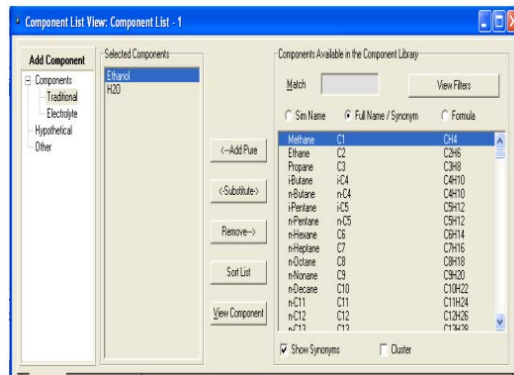 Component List View: Component List - 1
Add Component
Components
Traditional
Electrolyte
Hypothetical
Other
Selected Components
Ethanol
H2O
<--Add Pure
<-Substitute->
Remove-->
Sort List
View Component
Components Available in the Component Library
Match
View Filters
Sim Name Full Name / Synonym Formula
Methane C1 CH4
Ethane C2 C2H6
Propane C3 C3H8
i-Butane i-C4 C4H10
n-Butane n-C4 C4H10
i-Pentane i-C5 C5H12
n-Pentane n-C5 C5H12
n-Hexane C6 C6H14
n-Heptane C7 C7H16
n-Octane C8 C8H18
n-Nonane C9 C9H20
n-Decane C10 C10H22
n-C11 C11 C11H24
n-C12 C12 C12H26
n-C13 C13 C13H28
Show Synonyms Cluster